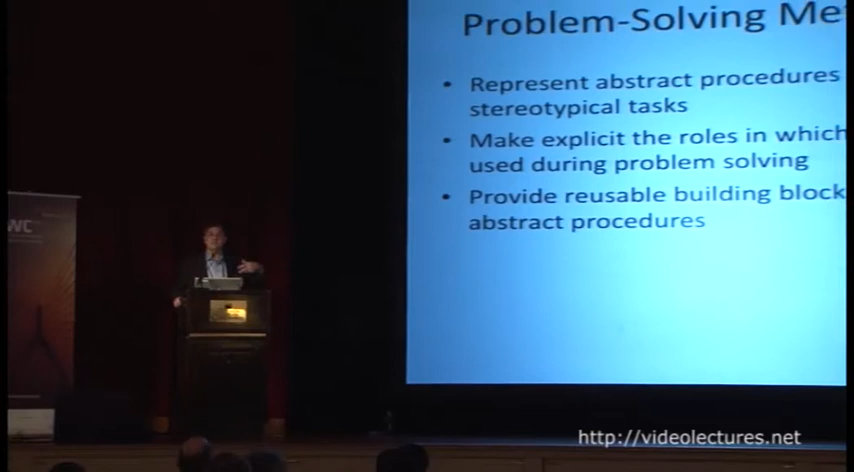 Problem-Solving Me
• Represent abstract procedures
stereotypical tasks
• Make explicit the roles in which
used during problem solving
• Provide reusable building block
abstract procedures
WC
http://videolectures.net